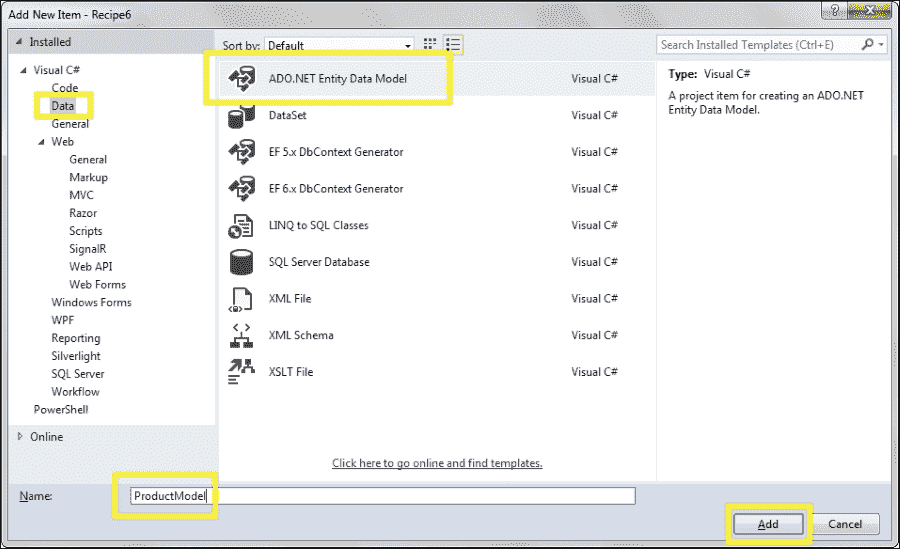 Add New Item - Recipe6
Installed
Sort by: Default
Search Installed Templates (Ctrl+E)
Visual C#
Code
Data
General
Web
General
Markup
MVC
Razor
Scripts
SignalR
Web API
Web Forms
Windows Forms
WPF
Reporting
Silverlight
SQL Server
Workflow
PowerShell
Online
ADO.NET Entity Data Model Visual C#
DataSet Visual C#
EF 5.x DbContext Generator Visual C#
EF 6.x DbContext Generator Visual C#
LINQ to SQL Classes Visual C#
SQL Server Database Visual C#
XML File Visual C#
XML Schema Visual C#
XSLT File Visual C#
Click here to go online and find templates.
Type: Visual C#
A project item for creating an ADO.NET
Entity Data Model.
Name: ProductModel
Add Cancel